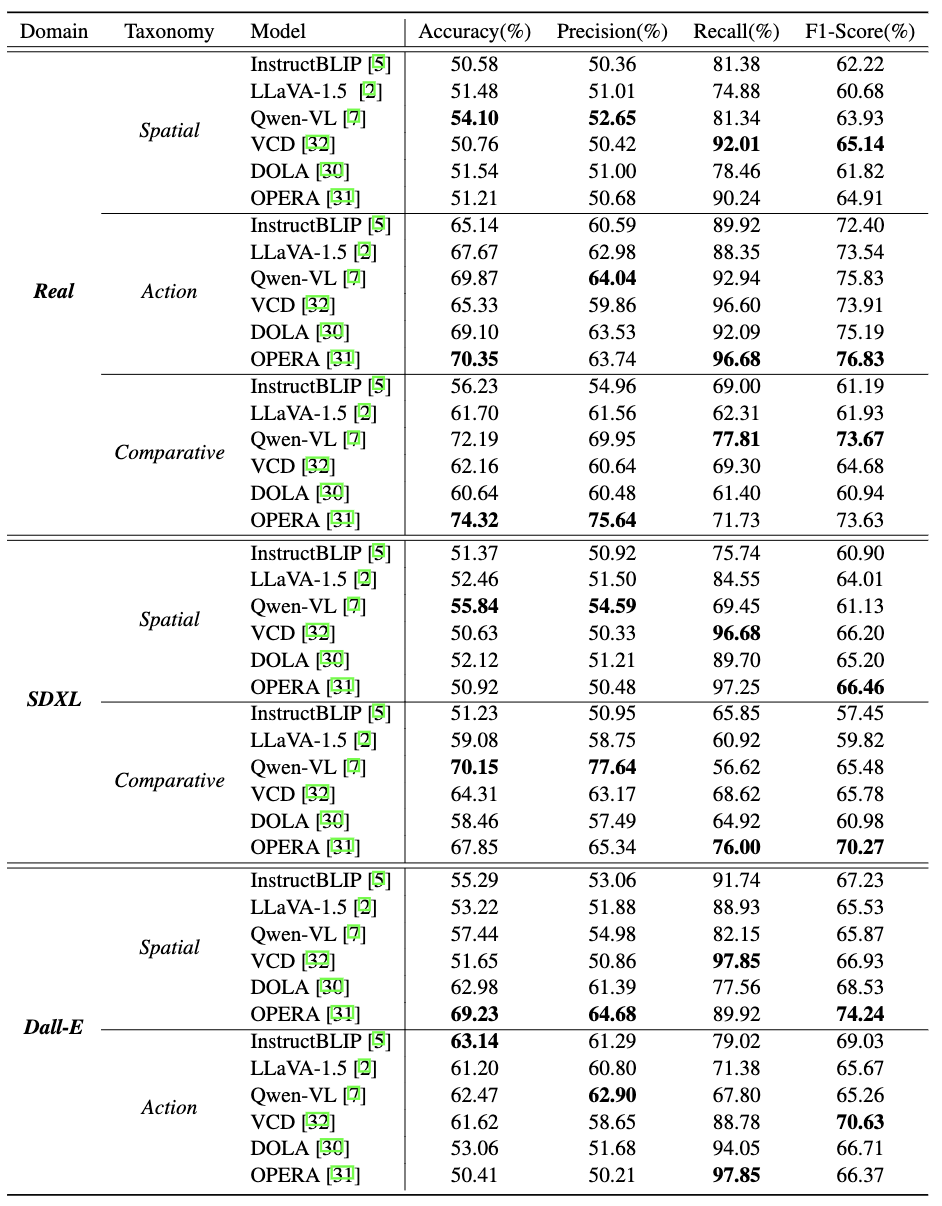 Domain Taxonomy Model Accuracy(%) Precision(%) Recall(%) F1-Score(%)
InstructBLIP [5] 50.58 50.36 81.38 62.22
LLaVA-1.5 [2] 51.48 51.01 74.88 60.68
Qwen-VL [7] 54.10 52.65 81.34 63.93
Spatial
VCD [32] 50.76 50.42 92.01 65.14
DOLA [30] 51.54 51.00 78.46 61.82
OPERA [31] 51.21 50.68 90.24 64.91
InstructBLIP [5] 65.14 60.59 89.92 72.40
LLaVA-1.5 [2] 67.67 62.98 88.35 73.54
Qwen-VL [7] 69.87 64.04 92.94 75.83
Real Action
VCD [32] 65.33 59.86 96.60 73.91
DOLA [30] 69.10 63.53 92.09 75.19
OPERA [31] 70.35 63.74 96.68 76.83
InstructBLIP [5] 56.23 54.96 69.00 61.19
LLaVA-1.5 [2] 61.70 61.56 62.31 61.93
Qwen-VL [7] 72.19 69.95 77.81 73.67
Comparative
VCD [32] 62.16 60.64 69.30 64.68
DOLA [30] 60.64 60.48 61.40 60.94
OPERA [31] 74.32 75.64 71.73 73.63
InstructBLIP [5] 51.37 50.92 75.74 60.90
LLaVA-1.5 [2] 52.46 51.50 84.55 64.01
Qwen-VL [7] 55.84 54.59 69.45 61.13
Spatial
VCD [32] 50.63 50.33 96.68 66.20
DOLA [30] 52.12 51.21 89.70 65.20
OPERA [31] 50.92 50.48 97.25 66.46
SDXL
InstructBLIP [5] 51.23 50.95 65.85 57.45
LLaVA-1.5 [2] 59.08 58.75 60.92 59.82
Qwen-VL [7] 70.15 77.64 56.62 65.48
Comparative
VCD [32] 64.31 63.17 68.62 65.78
DOLA [30] 58.46 57.49 64.92 60.98
OPERA [31] 67.85 65.34 76.00 70.27
InstructBLIP [5] 55.29 53.06 91.74 67.23
LLaVA-1.5 [2] 53.22 51.88 88.93 65.53
Qwen-VL [7] 57.44 54.98 82.15 65.87
Spatial
VCD [32] 51.65 50.86 97.85 66.93
DOLA [30] 62.98 61.39 77.56 68.53
OPERA [31] 69.23 64.68 89.92 74.24
Dall-E
InstructBLIP [5] 63.14 61.29 79.02 69.03
LLaVA-1.5 [2] 61.20 60.80 71.38 65.67
Qwen-VL [7] 62.47 62.90 67.80 65.26
Action
VCD [32] 61.62 58.65 88.78 70.63
DOLA [30] 53.06 51.68 94.05 66.71
OPERA [31] 50.41 50.21 97.85 66.37